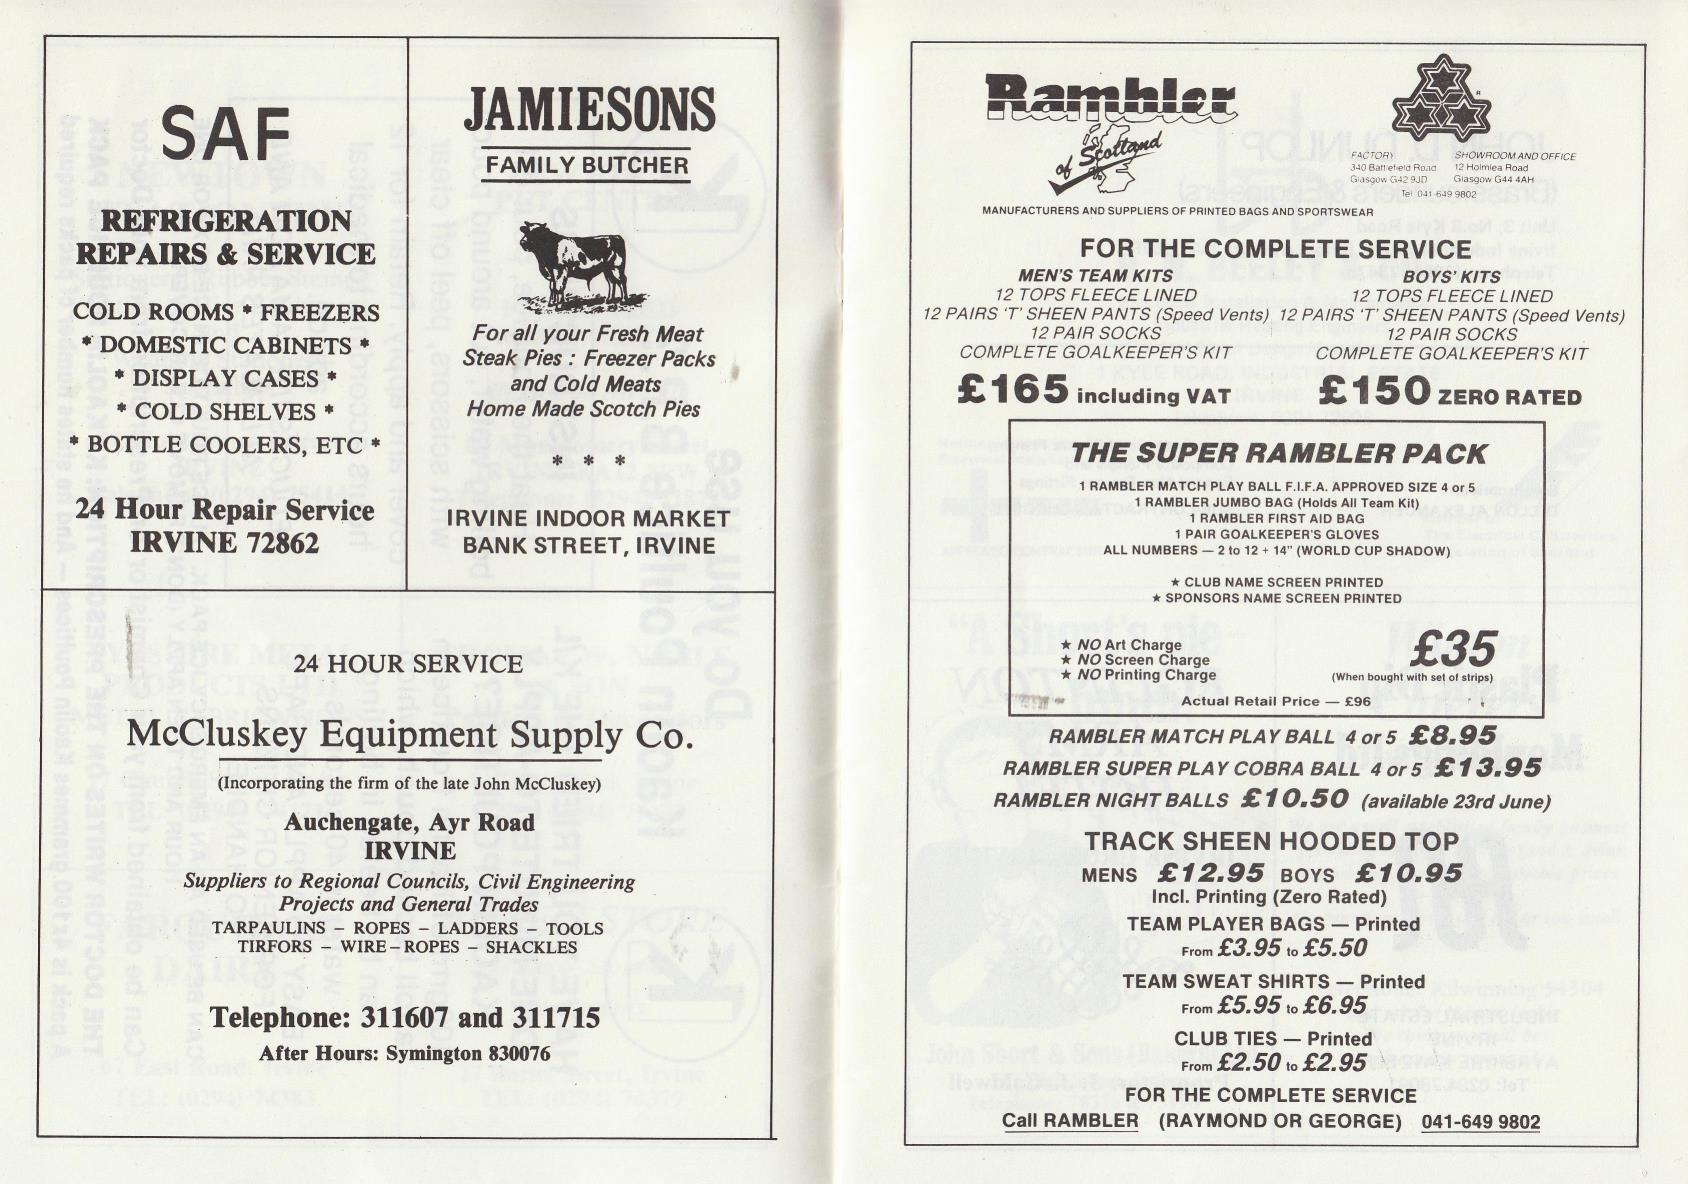 SAF
REFRIGERATION
REPAIRS & SERVICE
COLD ROOMS * FREEZERS
* DOMESTIC CABINETS *
* DISPLAY CASES *
* COLD SHELVES *
* BOTTLE COOLERS, ETC *
24 Hour Repair Service
IRVINE 72862
JAMIESONS
FAMILY BUTCHER
For all your Fresh Meat
Steak Pies : Freezer Packs
and Cold Meats
Home Made Scotch Pies
* * *
IRVINE INDOOR MARKET
BANK STREET, IRVINE
24 HOUR SERVICE
McCluskey Equipment Supply Co.
(Incorporating the firm of the late John McCluskey)
Auchengate, Ayr Road
IRVINE
Suppliers to Regional Councils, Civil Engineering
Projects and General Trades
TARPAULINS – ROPES – LADDERS – TOOLS
TIRFORS – WIRE–ROPES – SHACKLES
Telephone: 311607 and 311715
After Hours: Symington 830076
Rambler
of Scotland
FACTORY
340 Battlefield Road
Glasgow G42 9JD
SHOWROOM AND OFFICE
12 Holmlea Road
Glasgow G44 4AH
Tel: 041-649 9802
MANUFACTURERS AND SUPPLIERS OF PRINTED BAGS AND SPORTSWEAR
FOR THE COMPLETE SERVICE
MEN'S TEAM KITS
12 TOPS FLEECE LINED
12 PAIRS 'T' SHEEN PANTS (Speed Vents)
12 PAIR SOCKS
COMPLETE GOALKEEPER'S KIT
£165 including VAT
BOYS' KITS
12 TOPS FLEECE LINED
12 PAIRS 'T' SHEEN PANTS (Speed Vents)
12 PAIR SOCKS
COMPLETE GOALKEEPER'S KIT
£150 ZERO RATED
THE SUPER RAMBLER PACK
1 RAMBLER MATCH PLAY BALL F.I.F.A. APPROVED SIZE 4 or 5
1 RAMBLER JUMBO BAG (Holds All Team Kit)
1 RAMBLER FIRST AID BAG
1 PAIR GOALKEEPER'S GLOVES
ALL NUMBERS — 2 to 12 + 14" (WORLD CUP SHADOW)
★ CLUB NAME SCREEN PRINTED
★ SPONSORS NAME SCREEN PRINTED
★ NO Art Charge
★ NO Screen Charge
★ NO Printing Charge
£35
(When bought with set of strips)
Actual Retail Price — £96
RAMBLER MATCH PLAY BALL 4 or 5 £8.95
RAMBLER SUPER PLAY COBRA BALL 4 or 5 £13.95
RAMBLER NIGHT BALLS £10.50 (available 23rd June)
TRACK SHEEN HOODED TOP
MENS £12.95 BOYS £10.95
Incl. Printing (Zero Rated)
TEAM PLAYER BAGS — Printed
From £3.95 to £5.50
TEAM SWEAT SHIRTS — Printed
From £5.95 to £6.95
CLUB TIES — Printed
From £2.50 to £2.95
FOR THE COMPLETE SERVICE
Call RAMBLER (RAYMOND OR GEORGE) 041-649 9802